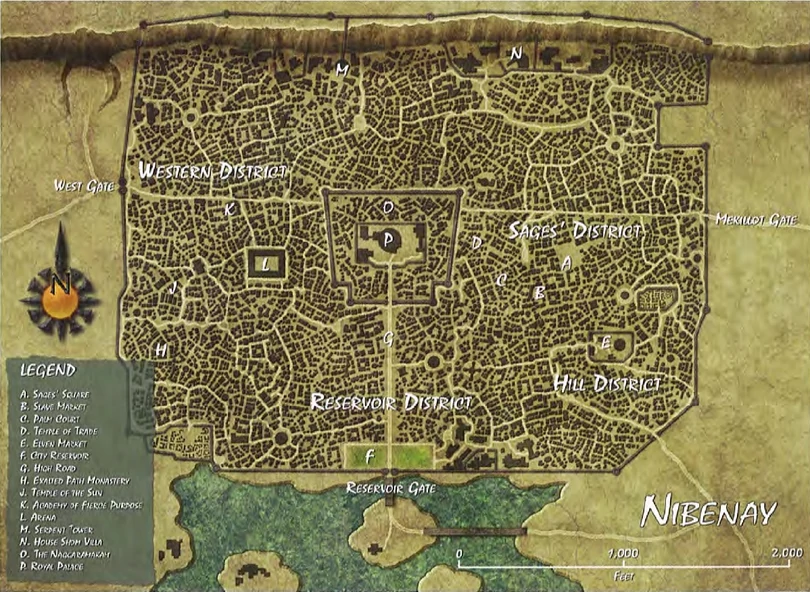 N
M
WESTERN DISTRICT
WEST GATE
O
K
MEKILLOT GATE
P
D
SAGES' DISTRICT
L
A
N
J
C
B
G
E
H
HILL DISTRICT
RESERVOIR DISTRICT
F
RESERVOIR GATE
NIBENAY
0
1,000
2,000
FEET
LEGEND
A. SAGES' SQUARE
B. SLAVE MARKET
C. PALM COURT
D. TEMPLE OF TRADE
E. ELVEN MARKET
F. CITY RESERVOIR
G. HIGH ROAD
H. EXALTED PATH MONASTERY
J. TEMPLE OF THE SUN
K. ACADEMY OF FIERCE PURPOSE
L. ARENA
M. SERPENT TOWER
N. HOUSE SHOM VILLA
O. THE NAGGARAMAKAM
P. ROYAL PALACE